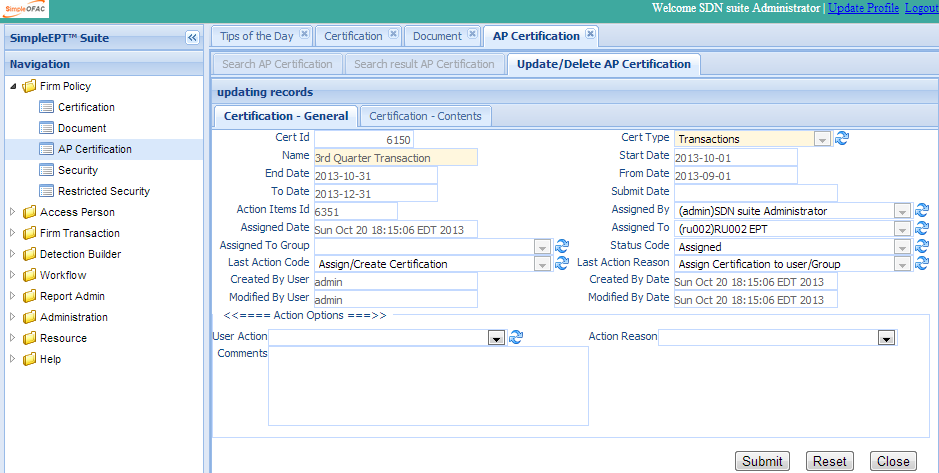 SimpleOFAC
Welcome SDN suite Administrator | Update Profile Logout
SimpleEPT™ Suite
Tips of the Day Certification Document AP Certification
Navigation
Search AP Certification Search result AP Certification Update/Delete AP Certification
Firm Policy
Certification
Document
AP Certification
Security
Restricted Security
Access Person
Firm Transaction
Detection Builder
Workflow
Report Admin
Administration
Resource
Help
updating records
Certification - General Certification - Contents
Cert Id 6150 Cert Type Transactions
Name 3rd Quarter Transaction Start Date 2013-10-01
End Date 2013-10-31 From Date 2013-09-01
To Date 2013-12-31 Submit Date
Action Items Id 6351 Assigned By (admin)SDN suite Administrator
Assigned Date Sun Oct 20 18:15:06 EDT 2013 Assigned To (ru002)RU002 EPT
Assigned To Group Status Code Assigned
Last Action Code Assign/Create Certification Last Action Reason Assign Certification to user/Group
Created By User admin Created By Date Sun Oct 20 18:15:06 EDT 2013
Modified By User admin Modified By Date Sun Oct 20 18:15:06 EDT 2013
<<==== Action Options ===>>
User Action Action Reason
Comments
Submit Reset Close